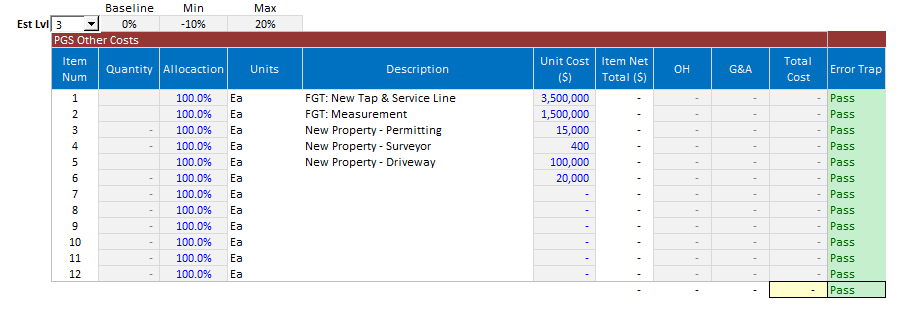 Baseline Min Max
Est Lvl 3 0% -10% 20%
PGS Other Costs
Item Num Quantity Allocaction Units Description Unit Cost ($) Item Net Total ($) OH G&A Total Cost Error Trap
1 100.0% Ea FGT: New Tap & Service Line 3,500,000 - - - - Pass
2 100.0% Ea FGT: Measurement 1,500,000 - - - - Pass
3 - 100.0% Ea New Property - Permitting 15,000 - - - - Pass
4 - 100.0% Ea New Property - Surveyor 400 - - - - Pass
5 100.0% Ea New Property - Driveway 100,000 - - - - Pass
6 - 100.0% Ea 20,000 - - - - Pass
7 - 100.0% Ea - - - - - Pass
8 - 100.0% Ea - - - - - Pass
9 - 100.0% Ea - - - - - Pass
10 - 100.0% Ea - - - - - Pass
11 - 100.0% Ea - - - - - Pass
12 - 100.0% Ea - - - - - Pass
- - - - Pass